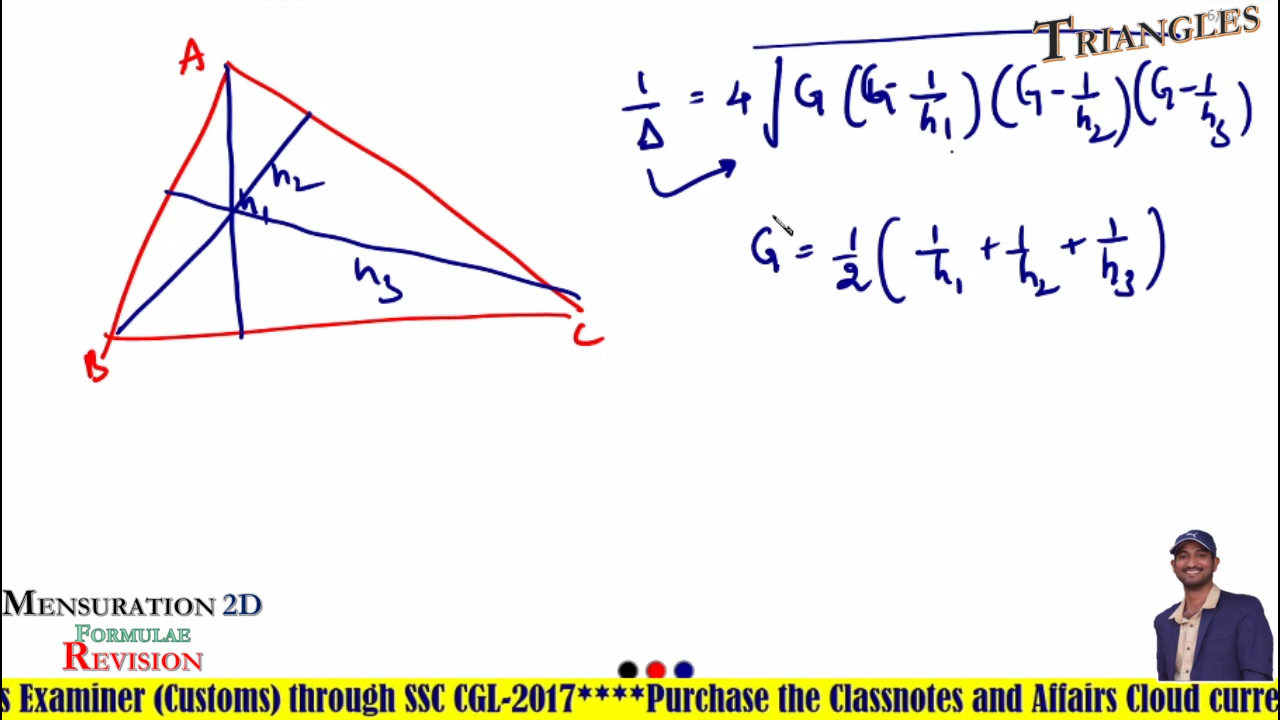 6/
TRIANGLES
A
1/Δ = 4 √ G (G - 1/h₁) (G - 1/h₂) (G - 1/h₃)
h₂
h₁
G = 1/2 ( 1/h₁ + 1/h₂ + 1/h₃ )
h₃
B
C
MENSURATION 2D
FORMULAE
REVISION
s Examiner (Customs) through SSC CGL-2017****Purchase the Classnotes and Affairs Cloud curre